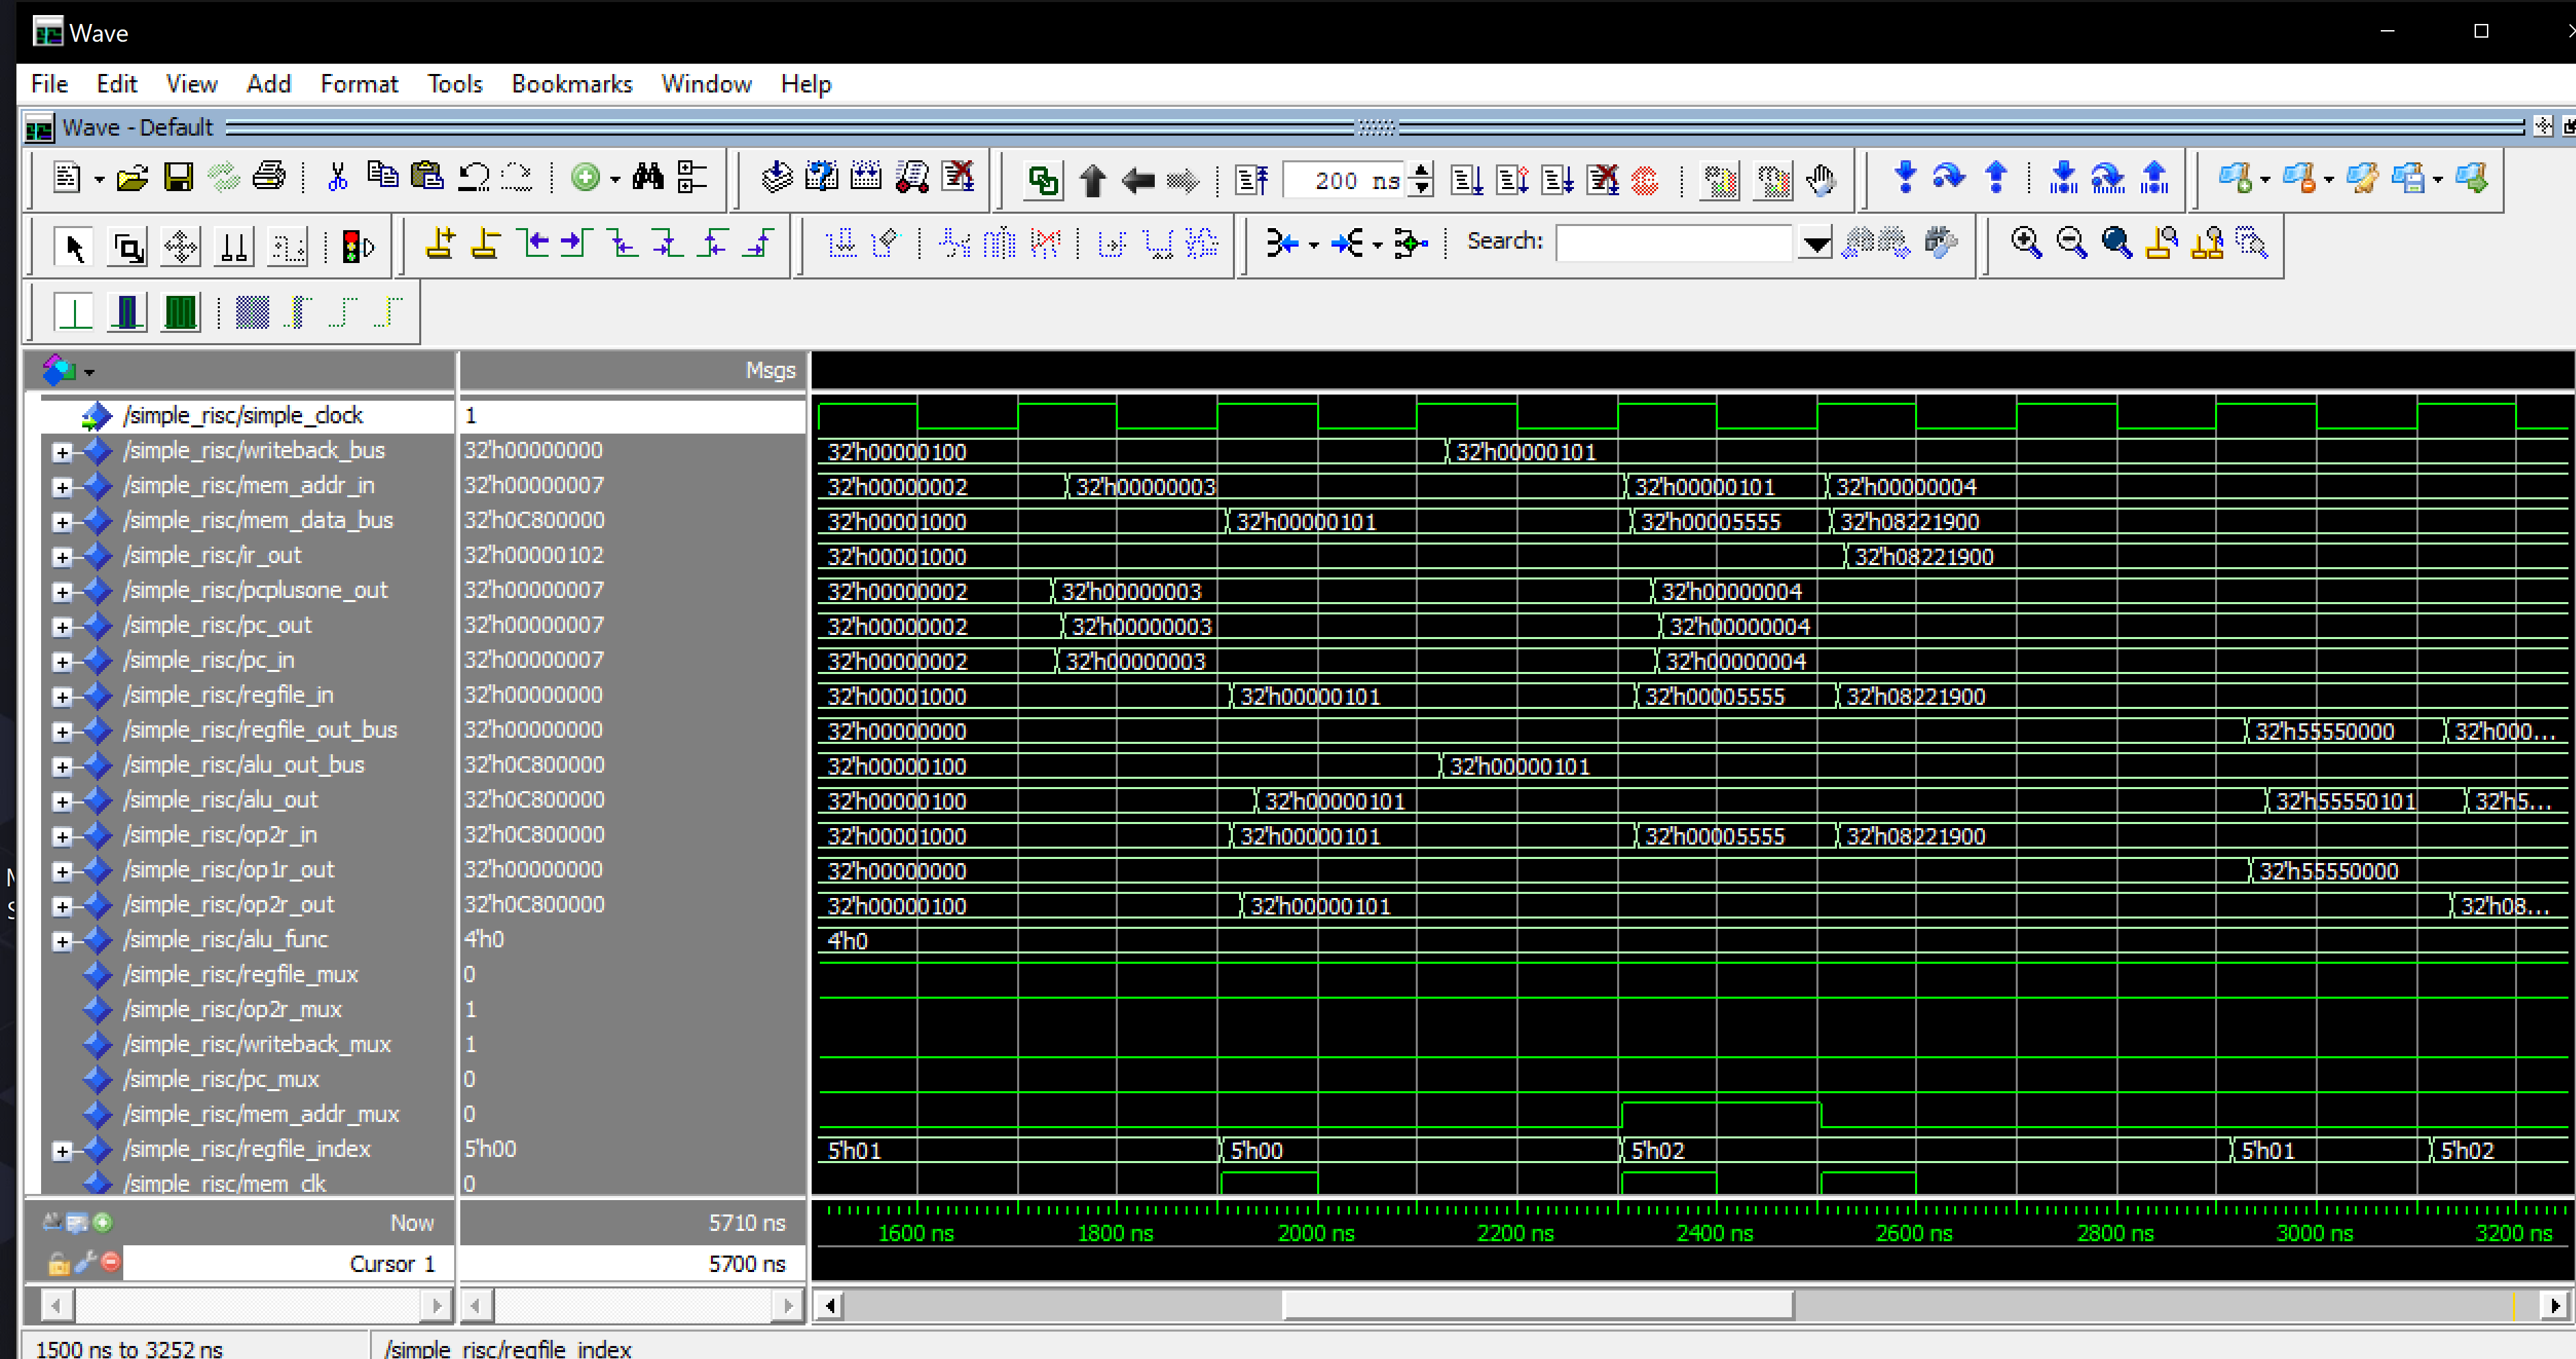 Wave
File Edit View Add Format Tools Bookmarks Window Help
Wave - Default
200 ns
Search:
Msgs
/simple_risc/simple_clock 1
/simple_risc/writeback_bus 32'h00000000 32'h00000100 32'h00000101
/simple_risc/mem_addr_in 32'h00000007 32'h00000002 32'h00000003 32'h00000101 32'h00000004
/simple_risc/mem_data_bus 32'h0C800000 32'h00001000 32'h00000101 32'h00005555 32'h08221900
/simple_risc/ir_out 32'h00000102 32'h00001000 32'h08221900
/simple_risc/pcplusone_out 32'h00000007 32'h00000002 32'h00000003 32'h00000004
/simple_risc/pc_out 32'h00000007 32'h00000002 32'h00000003 32'h00000004
/simple_risc/pc_in 32'h00000007 32'h00000002 32'h00000003 32'h00000004
/simple_risc/regfile_in 32'h00000000 32'h00001000 32'h00000101 32'h00005555 32'h08221900
/simple_risc/regfile_out_bus 32'h00000000 32'h00000000 32'h55550000 32'h000...
/simple_risc/alu_out_bus 32'h0C800000 32'h00000100 32'h00000101
/simple_risc/alu_out 32'h0C800000 32'h00000100 32'h00000101 32'h55550101 32'h5...
/simple_risc/op2r_in 32'h0C800000 32'h00001000 32'h00000101 32'h00005555 32'h08221900
/simple_risc/op1r_out 32'h00000000 32'h00000000 32'h55550000
/simple_risc/op2r_out 32'h0C800000 32'h00000100 32'h00000101 32'h08...
/simple_risc/alu_func 4'h0 4'h0
/simple_risc/regfile_mux 0
/simple_risc/op2r_mux 1
/simple_risc/writeback_mux 1
/simple_risc/pc_mux 0
/simple_risc/mem_addr_mux 0
/simple_risc/regfile_index 5'h00 5'h01 5'h00 5'h02 5'h01 5'h02
/simple_risc/mem_clk 0
Now 5710 ns 1600 ns 1800 ns 2000 ns 2200 ns 2400 ns 2600 ns 2800 ns 3000 ns 3200 ns
Cursor 1 5700 ns
1500 ns to 3252 ns /simple_risc/regfile_index